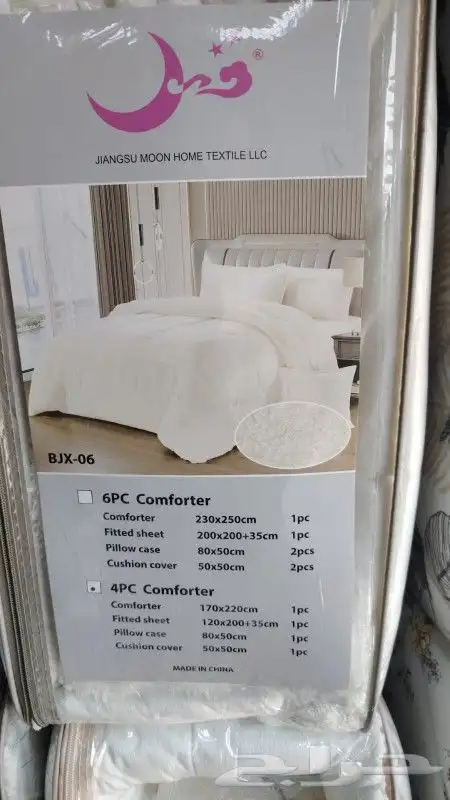 ®
JIANGSU MOON HOME TEXTILE LLC
BJX-06
6PC Comforter
Comforter 230x250cm 1pc
Fitted sheet 200x200+35cm 1pc
Pillow case 80x50cm 2pcs
Cushion cover 50x50cm 2pcs
4PC Comforter
Comforter 170x220cm 1pc
Fitted sheet 120x200+35cm 1pc
Pillow case 80x50cm 1pc
Cushion cover 50x50cm 1pc
MADE IN CHINA
حراج